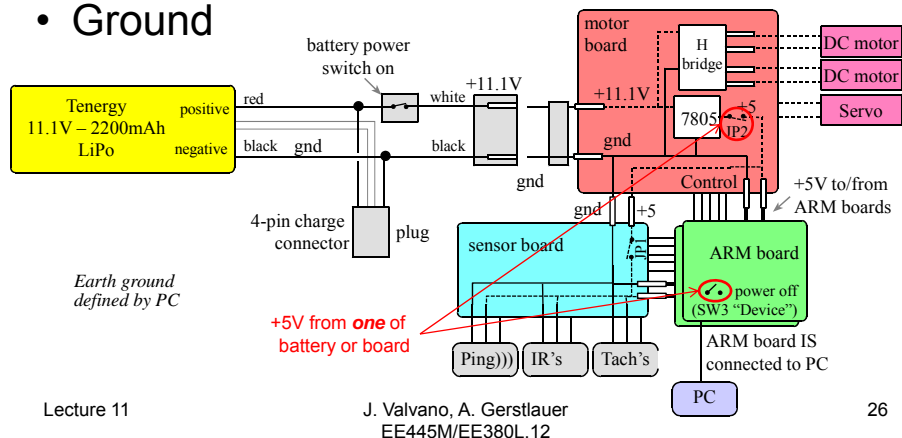 • Ground
battery power
switch on
motor
board
H
bridge
DC motor
DC motor
Servo
Tenergy
11.1V – 2200mAh
LiPo
positive
negative
red
white
+11.1V
+11.1V
7805
+5
JP2
black
gnd
black
gnd
gnd
Control
+5V to/from
ARM boards
4-pin charge
connector
plug
gnd
+5
sensor board
JP1
ARM board
power off
(SW3 “Device”)
Earth ground
defined by PC
+5V from one of
battery or board
Ping)))
IR's
Tach's
ARM board IS
connected to PC
PC
Lecture 11
J. Valvano, A. Gerstlauer
EE445M/EE380L.12
26